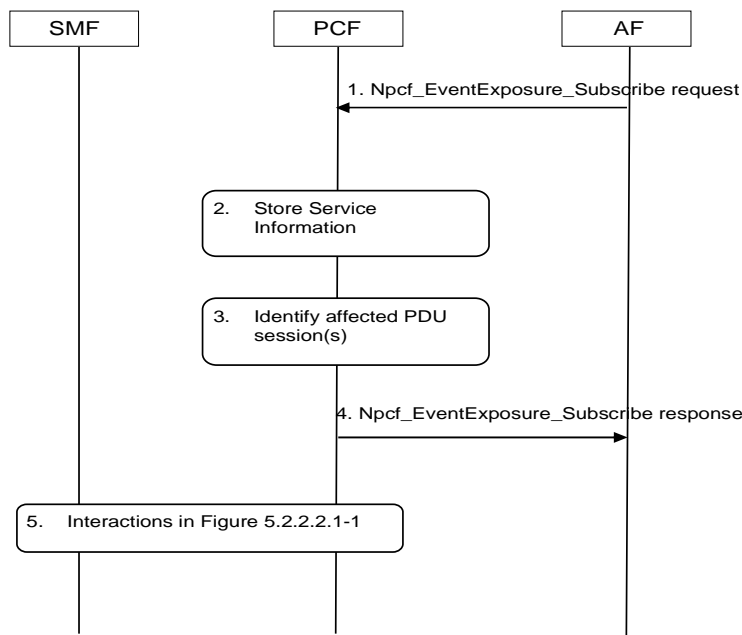 SMF
PCF
AF
1. Npcf_EventExposure_Subscribe request
2. Store Service
Information
3. Identify affected PDU
session(s)
4. Npcf_EventExposure_Subscribe response
5. Interactions in Figure 5.2.2.2.1-1